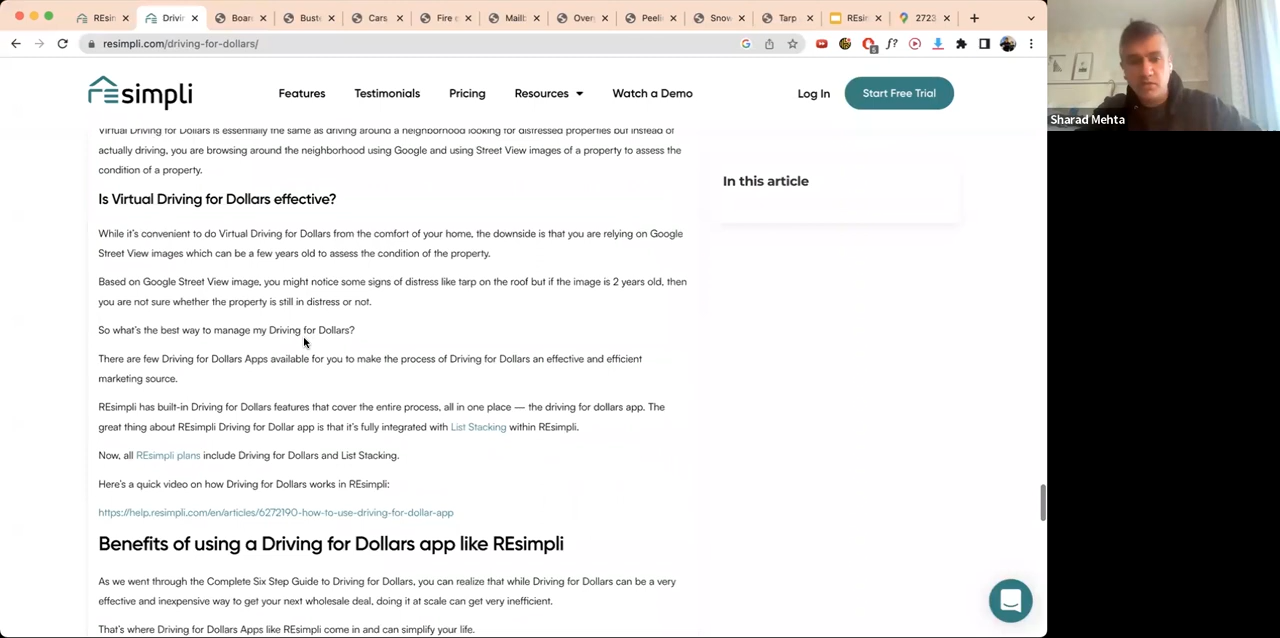 REsin
Drivin
Board
Buste
Cars
Fire d
Mailb
Over
Peeli
Snow
Tarp
REsin
2723
resimpli.com/driving-for-dollars/
REsimpli
Features
Testimonials
Pricing
Resources
Watch a Demo
Log In
Start Free Trial
Sharad Mehta
Virtual Driving for Dollars is essentially the same as driving around a neighborhood looking for distressed properties but instead of
actually driving, you are browsing around the neighborhood using Google and using Street View images of a property to assess the
condition of a property.
In this article
Is Virtual Driving for Dollars effective?
While it's convenient to do Virtual Driving for Dollars from the comfort of your home, the downside is that you are relying on Google
Street View images which can be a few years old to assess the condition of the property.
Based on Google Street View image, you might notice some signs of distress like tarp on the roof but if the image is 2 years old, then
you are not sure whether the property is still in distress or not.
So what's the best way to manage my Driving for Dollars?
There are few Driving for Dollars Apps available for you to make the process of Driving for Dollars an effective and efficient
marketing source.
REsimpli has built-in Driving for Dollars features that cover the entire process, all in one place — the driving for dollars app. The
great thing about REsimpli Driving for Dollar app is that it's fully integrated with List Stacking within REsimpli.
Now, all REsimpli plans include Driving for Dollars and List Stacking.
Here's a quick video on how Driving for Dollars works in REsimpli:
https://help.resimpli.com/en/articles/6272190-how-to-use-driving-for-dollar-app
Benefits of using a Driving for Dollars app like REsimpli
As we went through the Complete Six Step Guide to Driving for Dollars, you can realize that while Driving for Dollars can be a very
effective and inexpensive way to get your next wholesale deal, doing it at scale can get very inefficient.
That's where Driving for Dollars Apps like REsimpli come in and can simplify your life.